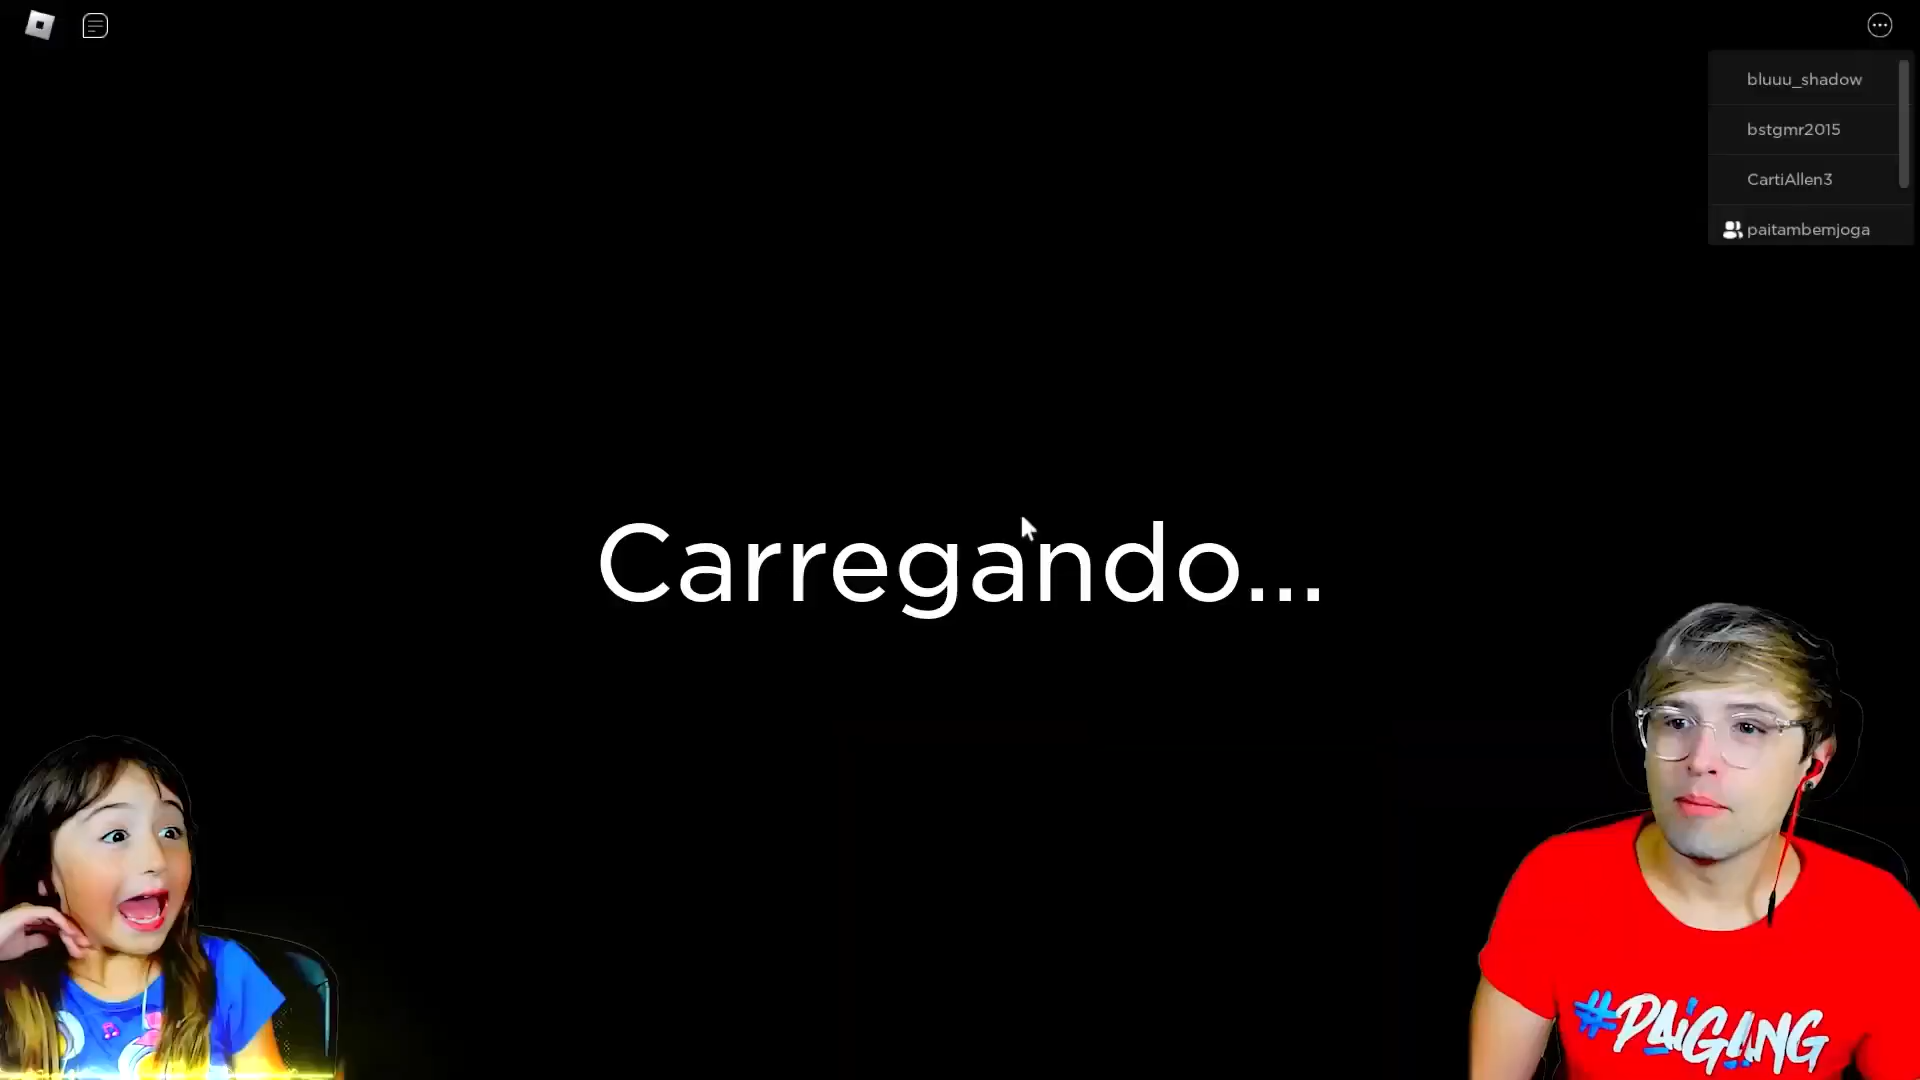 bluuu_shadow
bstgmr2015
CartiAllen3
paitambemjoga
Carregando...
#PAIGANG